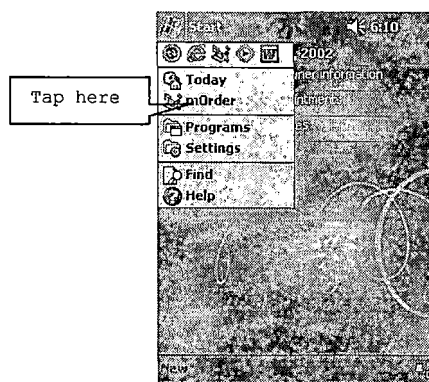 Start 6:10
2002
Today
Tap here
mOrder
Programs
Settings
Find
Help
New